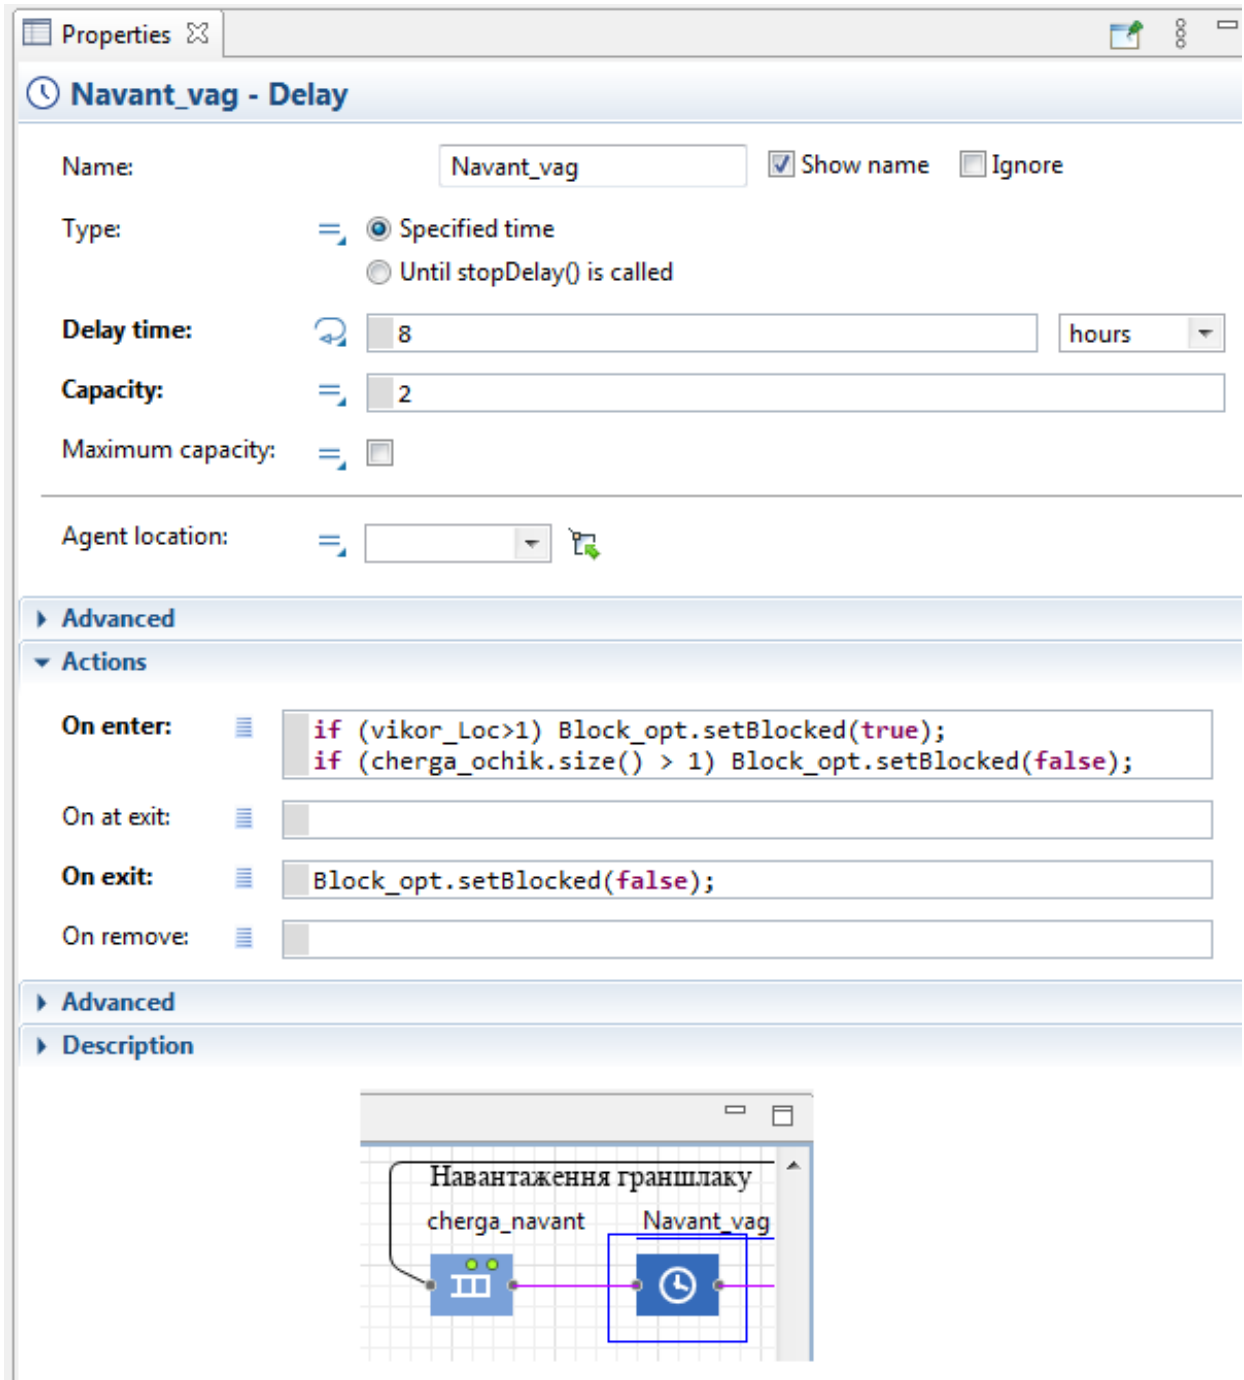 Properties
Navant_vag - Delay
Name: Navant_vag Show name Ignore
Type: Specified time
Until stopDelay() is called
Delay time: 8 hours
Capacity: 2
Maximum capacity:
Agent location:
Advanced
Actions
On enter: if (vikor_Loc>1) Block_opt.setBlocked(true);
if (cherga_ochik.size() > 1) Block_opt.setBlocked(false);
On at exit:
On exit: Block_opt.setBlocked(false);
On remove:
Advanced
Description
Навантаження граншлаку
cherga_navant Navant_vag